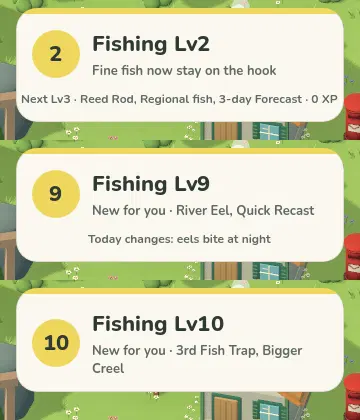 2
Fishing Lv2
Fine fish now stay on the hook
Next Lv3 · Reed Rod, Regional fish, 3-day Forecast · 0 XP
9
Fishing Lv9
New for you · River Eel, Quick Recast
Today changes: eels bite at night
10
Fishing Lv10
New for you · 3rd Fish Trap, Bigger
Creel